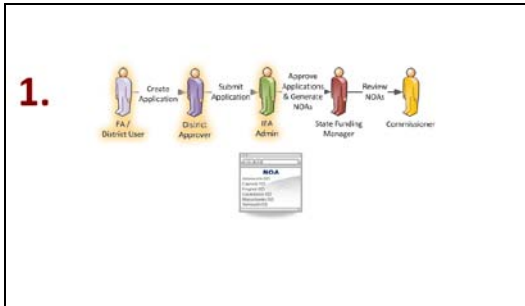 1.
Create
Application
Submit
Application
Approve
Applications
& Generate
NOAs
Review
NOAs
FA /
District User
District
Approver
IFA
Admin
State Funding
Manager
Commissioner
NOA